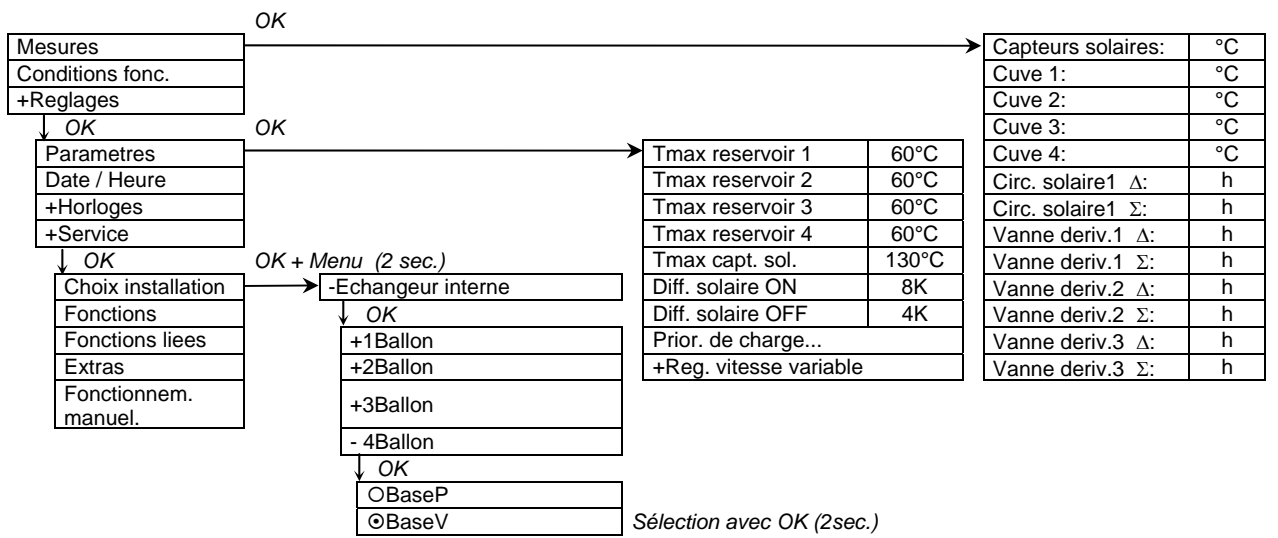 OK
Mesures
Conditions fonc.
+Reglages
OK
OK
Parametres
Date / Heure
+Horloges
+Service
OK
OK + Menu (2 sec.)
Choix installation
Fonctions
Fonctions liees
Extras
Fonctionnem.
manuel.
-Echangeur interne
OK
+1Ballon
+2Ballon
+3Ballon
- 4Ballon
OK
○BaseP
⊙BaseV
Sélection avec OK (2sec.)
Tmax reservoir 1 60°C
Tmax reservoir 2 60°C
Tmax reservoir 3 60°C
Tmax reservoir 4 60°C
Tmax capt. sol. 130°C
Diff. solaire ON 8K
Diff. solaire OFF 4K
Prior. de charge...
+Reg. vitesse variable
Capteurs solaires: °C
Cuve 1: °C
Cuve 2: °C
Cuve 3: °C
Cuve 4: °C
Circ. solaire1 Δ: h
Circ. solaire1 Σ: h
Vanne deriv.1 Δ: h
Vanne deriv.1 Σ: h
Vanne deriv.2 Δ: h
Vanne deriv.2 Σ: h
Vanne deriv.3 Δ: h
Vanne deriv.3 Σ: h